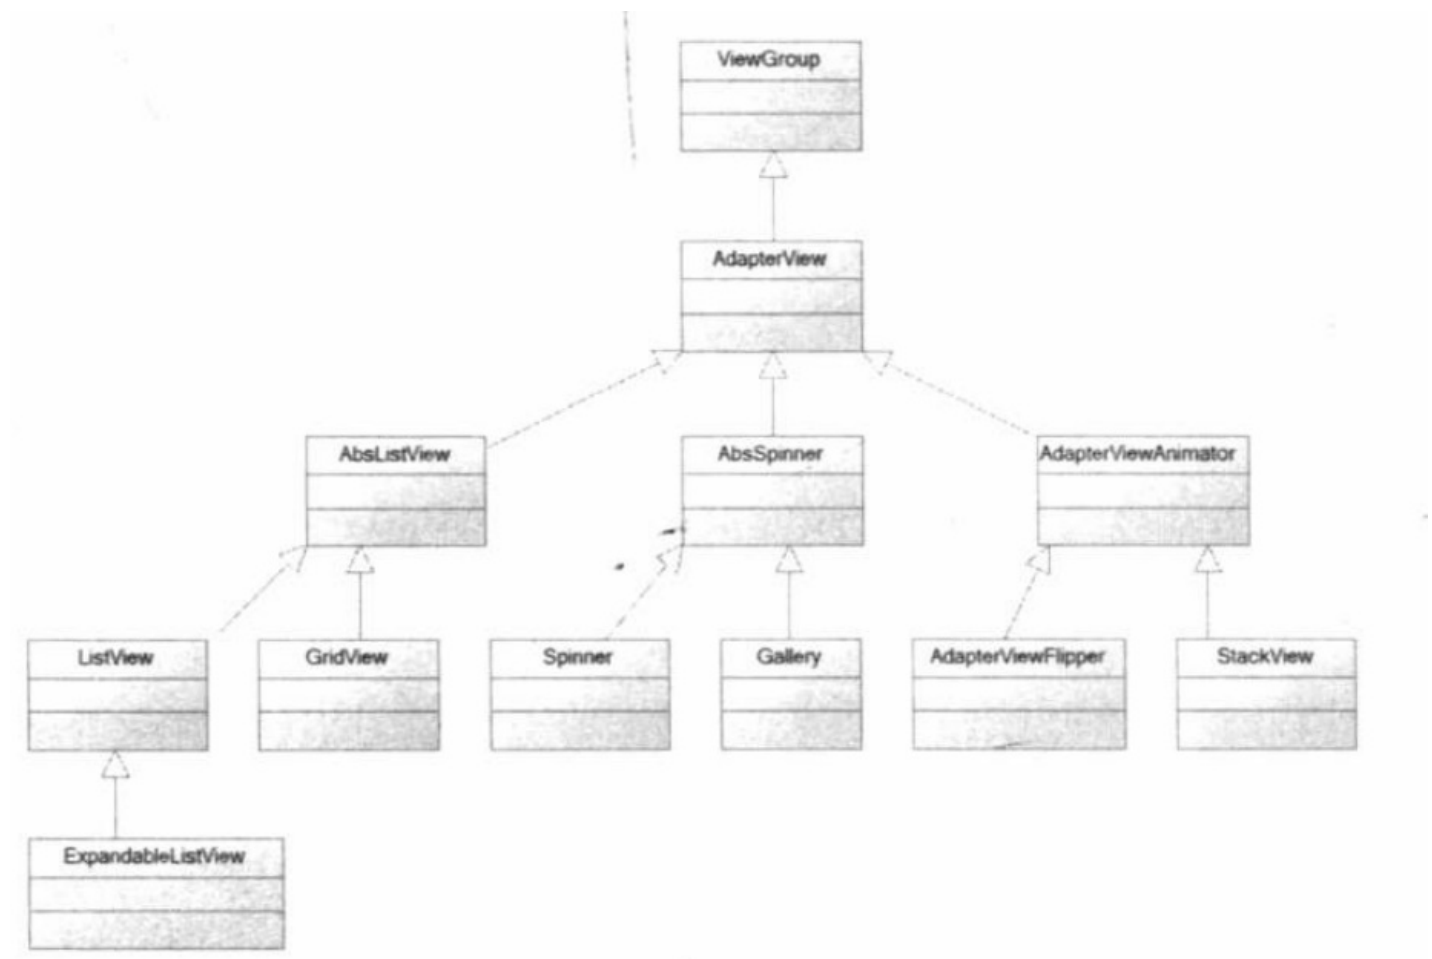 ViewGroup
AdapterView
AbsListView
AbsSpinner
AdapterViewAnimator
ListView
GridView
Spinner
Gallery
AdapterViewFlipper
StackView
ExpandableListView